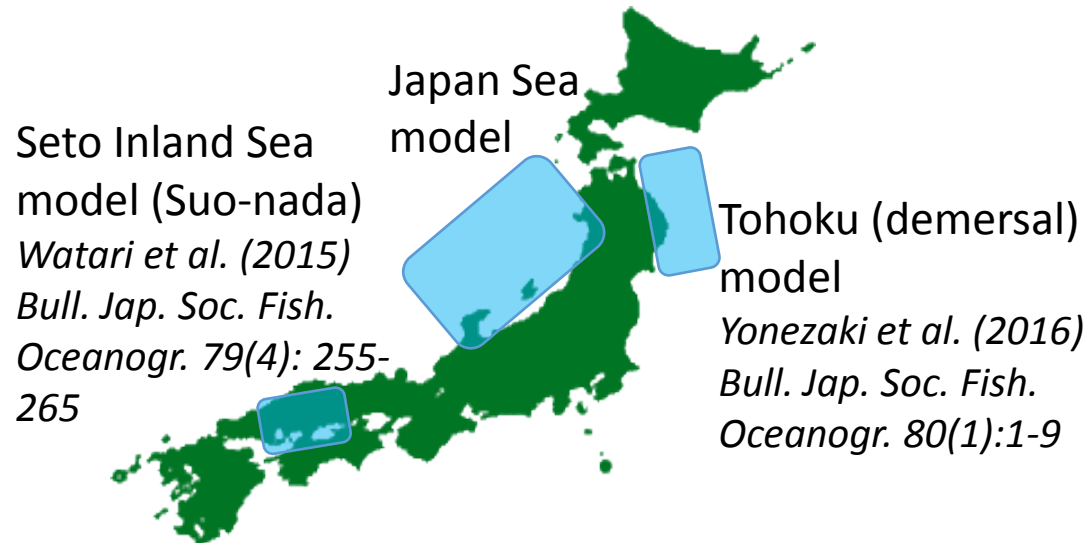 Japan Sea
model
Seto Inland Sea
model (Suo-nada)
Watari et al. (2015)
Bull. Jap. Soc. Fish.
Oceanogr. 79(4): 255-
265
Tohoku (demersal)
model
Yonezaki et al. (2016)
Bull. Jap. Soc. Fish.
Oceanogr. 80(1):1-9